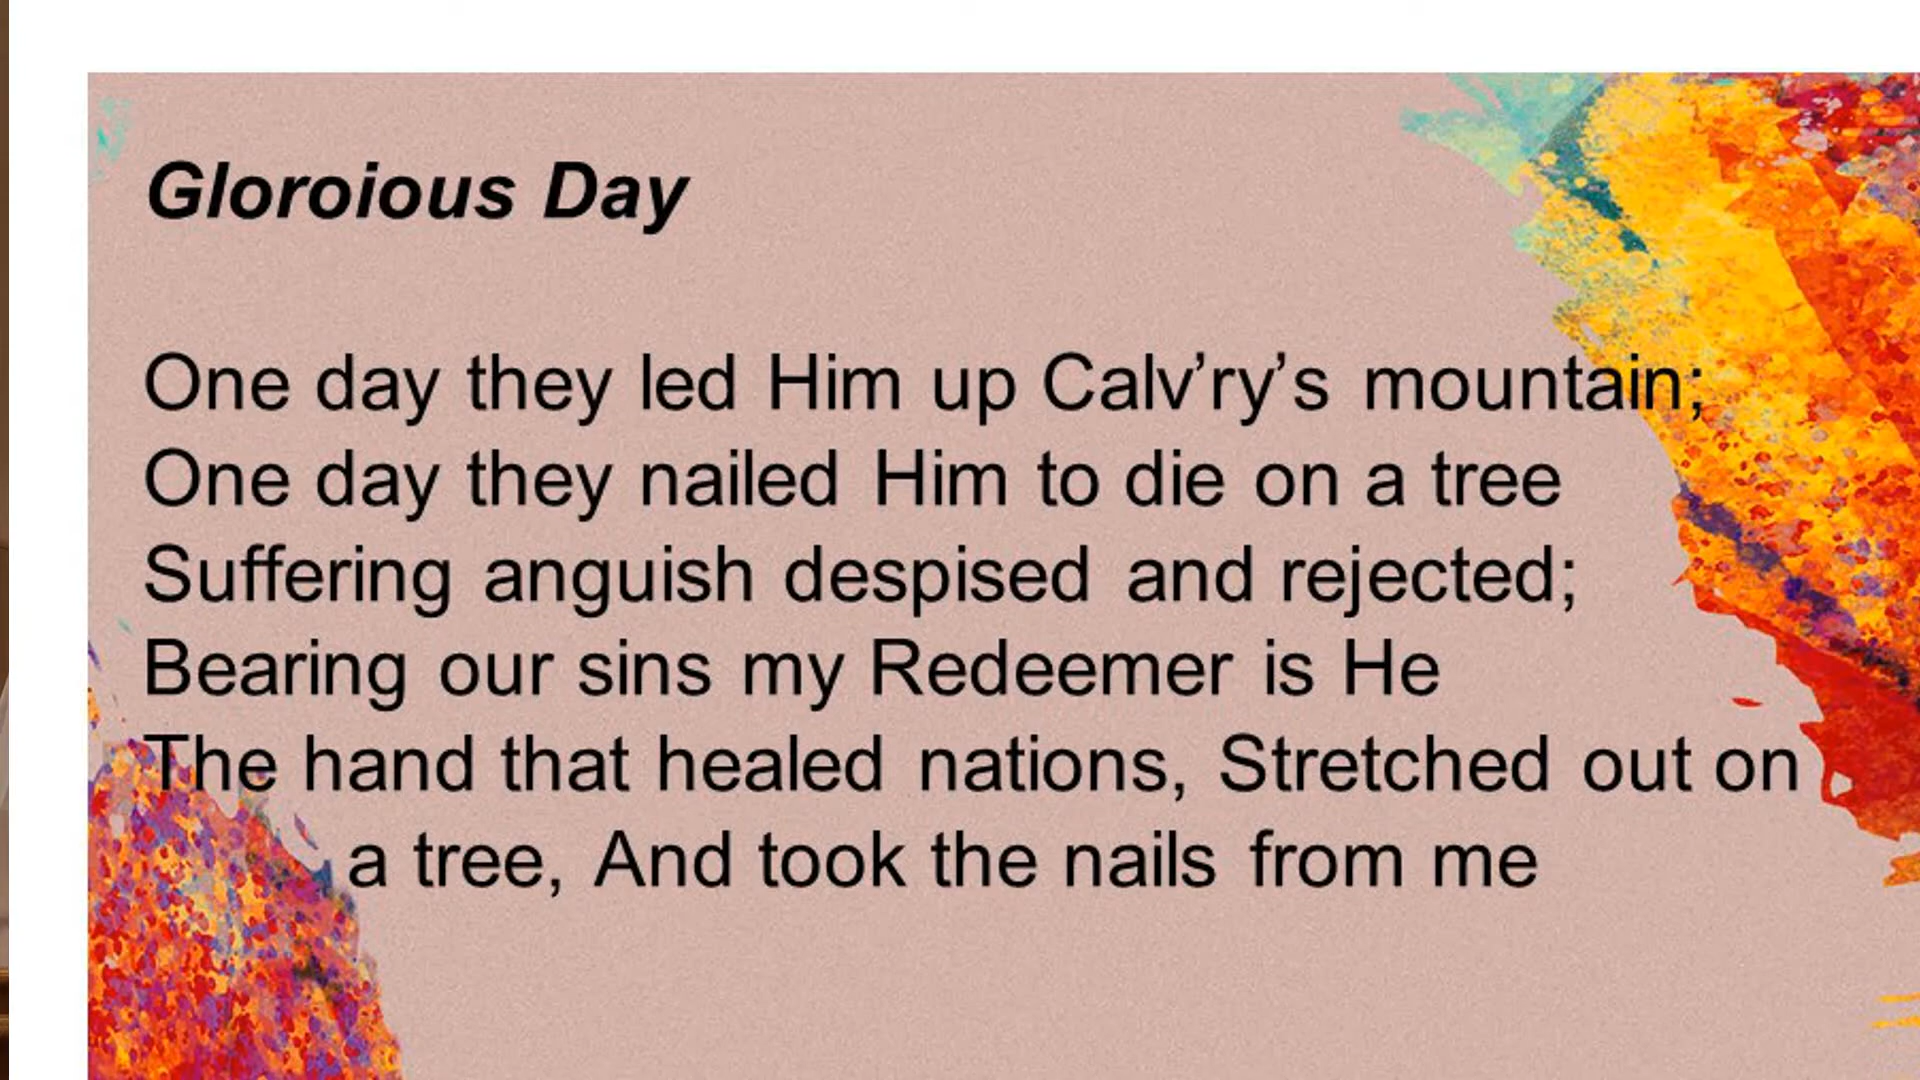 Gloroious Day
One day they led Him up Calv’ry’s mountain;
One day they nailed Him to die on a tree
Suffering anguish despised and rejected;
Bearing our sins my Redeemer is He
The hand that healed nations, Stretched out on
a tree, And took the nails from me